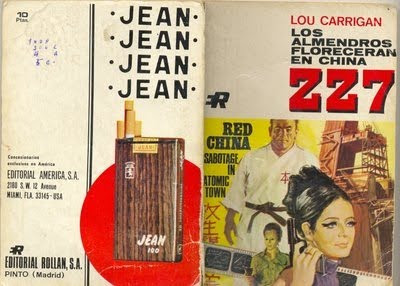 10
Ptas.
· JEAN ·
· JEAN ·
· JEAN ·
· JEAN ·
JEAN
JEAN
100
Concesionarios
exclusivos en América
EDITORIAL AMERICA, S.A.
2180 S. W. 12 Avenue
MIAMI, FLA. 33145 - USA
R
EDITORIAL ROLLAN, S.A.
PINTO (Madrid)
LOU CARRIGAN
LOS
ALMENDROS
FLORECERAN
EN CHINA
R
ZZ7
RED
CHINA
SABOTAGE
IN
ATOMIC
TOWN